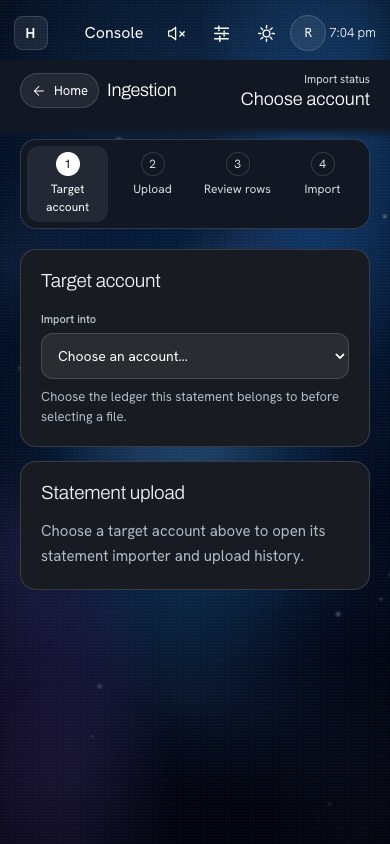 H
Console
R
7:04 pm
Home
Ingestion
Import status
Choose account
1
Target
account
2
Upload
3
Review rows
4
Import
Target account
Import into
Choose an account...
Choose the ledger this statement belongs to before
selecting a file.
Statement upload
Choose a target account above to open its
statement importer and upload history.